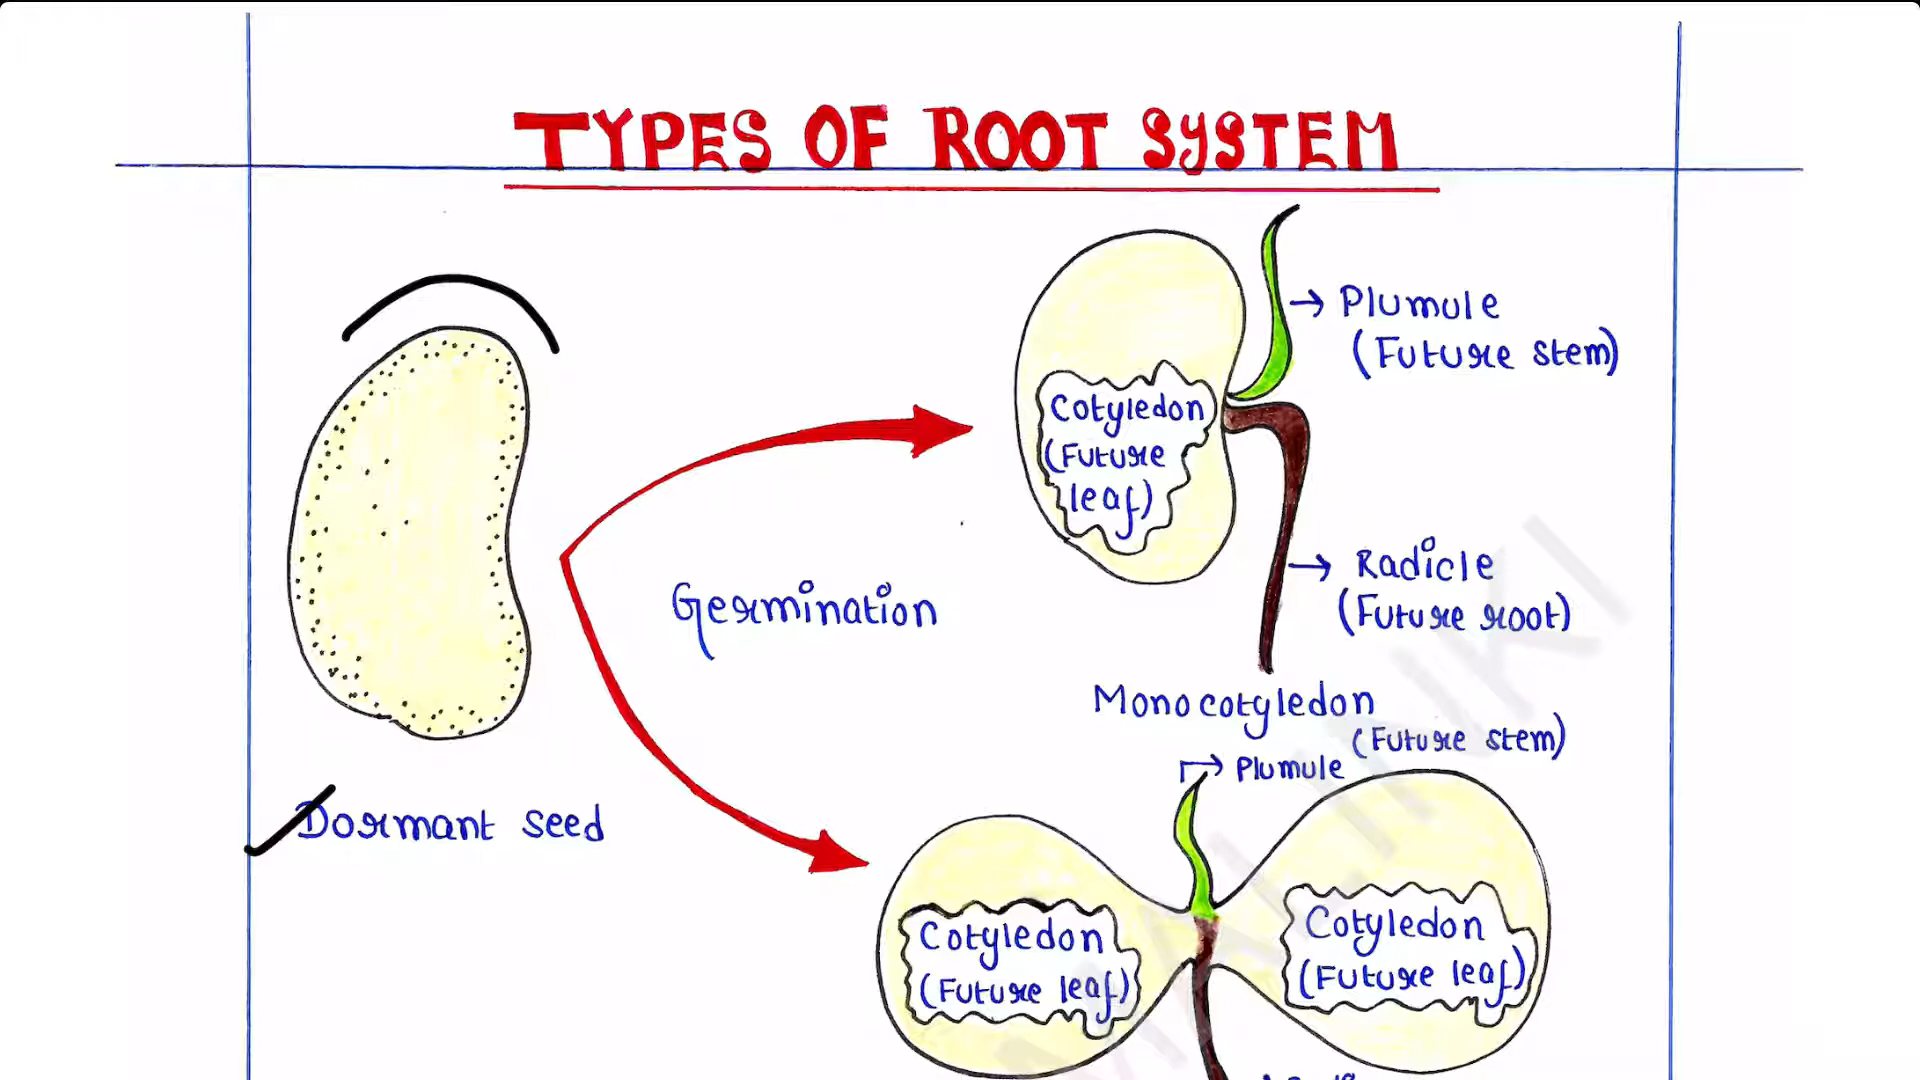 TYPES OF ROOT SYSTEM
→ Plumule
(Future stem)
Cotyledon
(Future
leaf)
→ Radicle
(Future root)
Germination
Monocotyledon
(Future stem)
→ Plumule
Dormant seed
Cotyledon
(Future leaf)
Cotyledon
(Future leaf)